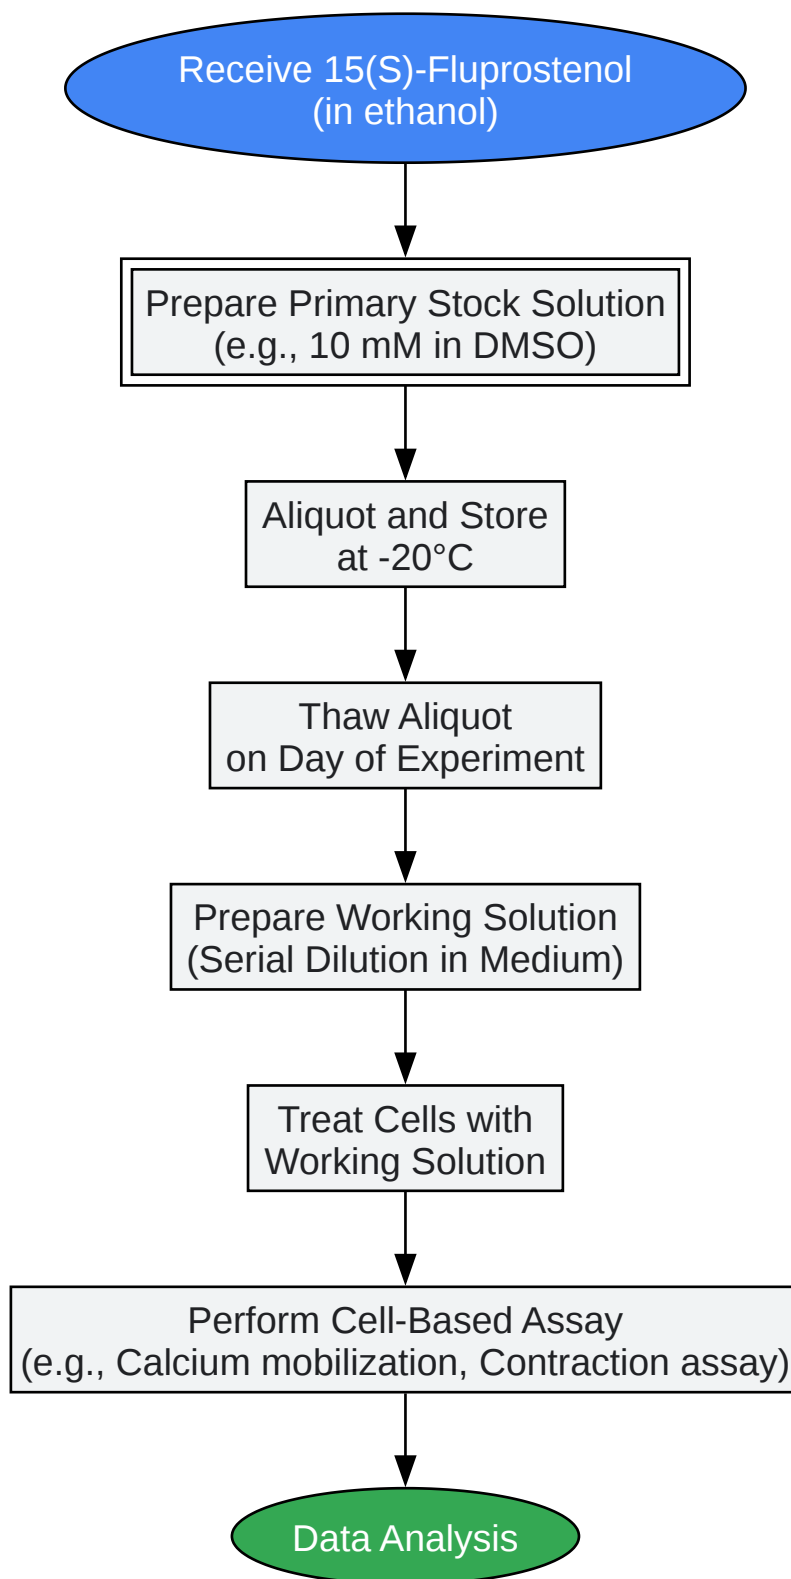 Receive 15(S)-Fluprostenol
(in ethanol)
Prepare Primary Stock Solution
(e.g., 10 mM in DMSO)
Aliquot and Store
at -20°C
Thaw Aliquot
on Day of Experiment
Prepare Working Solution
(Serial Dilution in Medium)
Treat Cells with
Working Solution
Perform Cell-Based Assay
(e.g., Calcium mobilization, Contraction assay)
Data Analysis